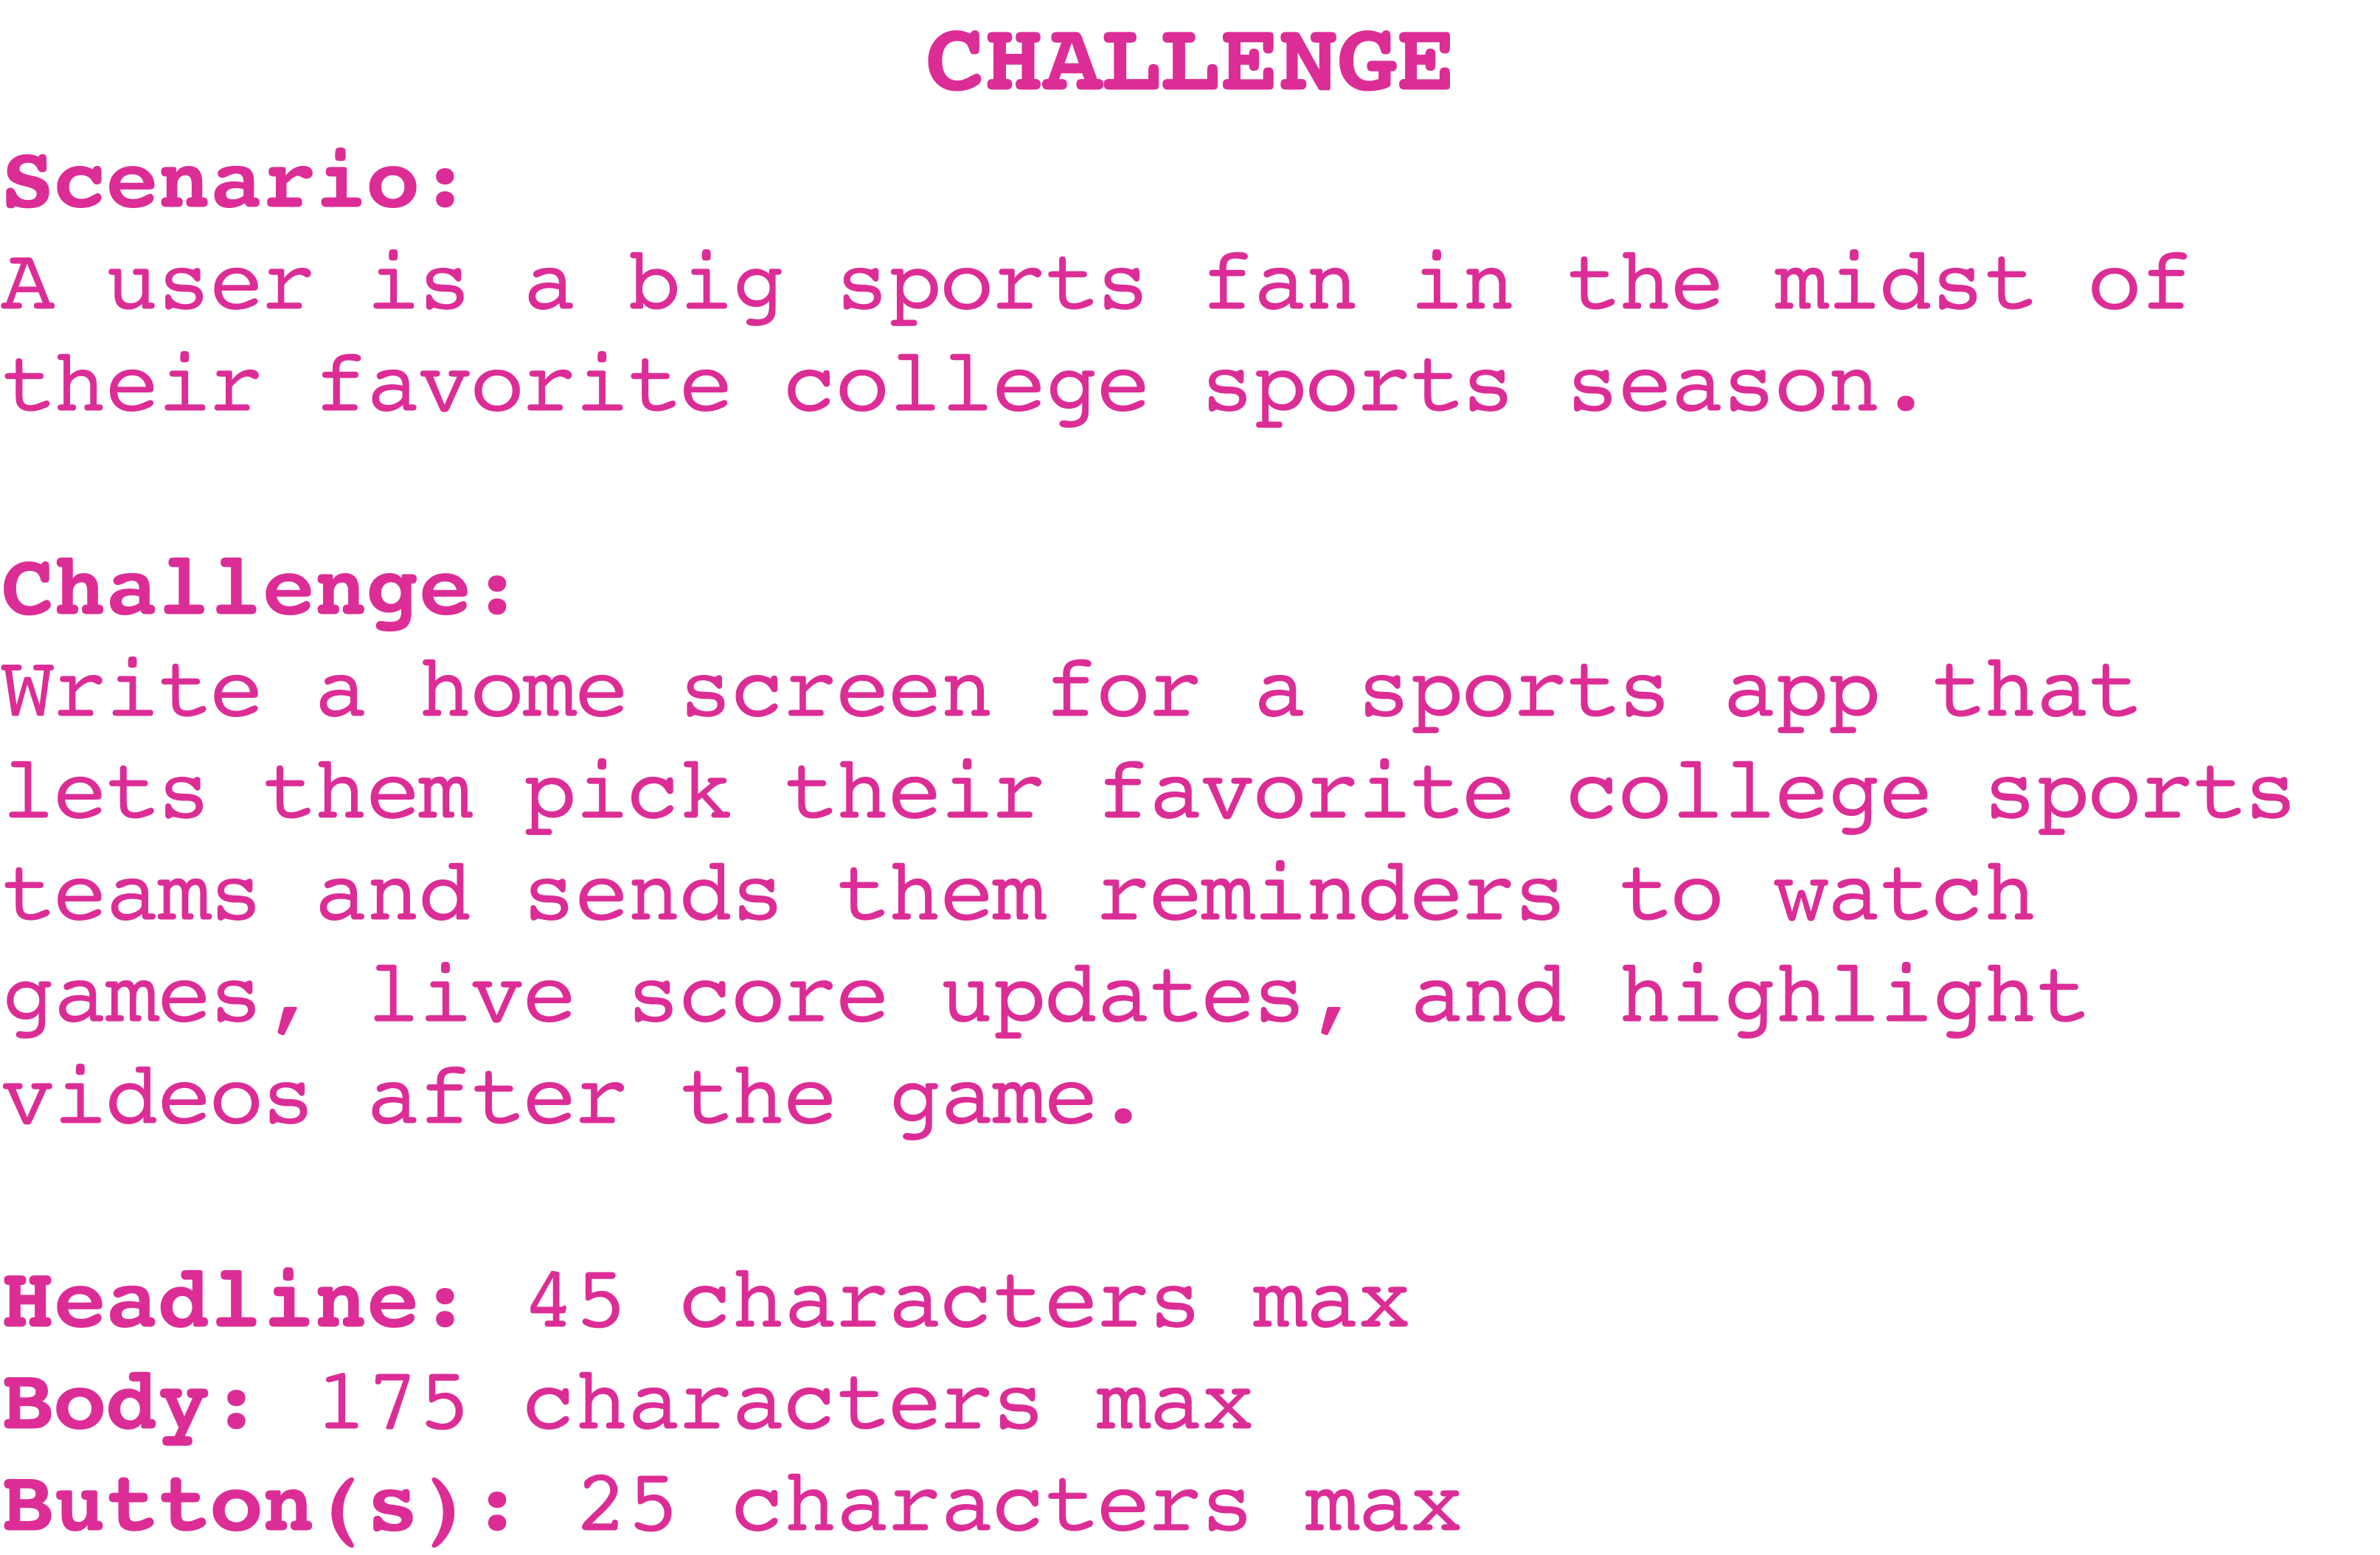 CHALLENGE
Scenario:
A user is a big sports fan in the midst of
their favorite college sports season.
Challenge:
Write a home screen for a sports app that
lets them pick their favorite college sports
teams and sends them reminders to watch
games, live score updates, and highlight
videos after the game.
Headline: 45 characters max
Body: 175 characters max
Button(s): 25 characters max